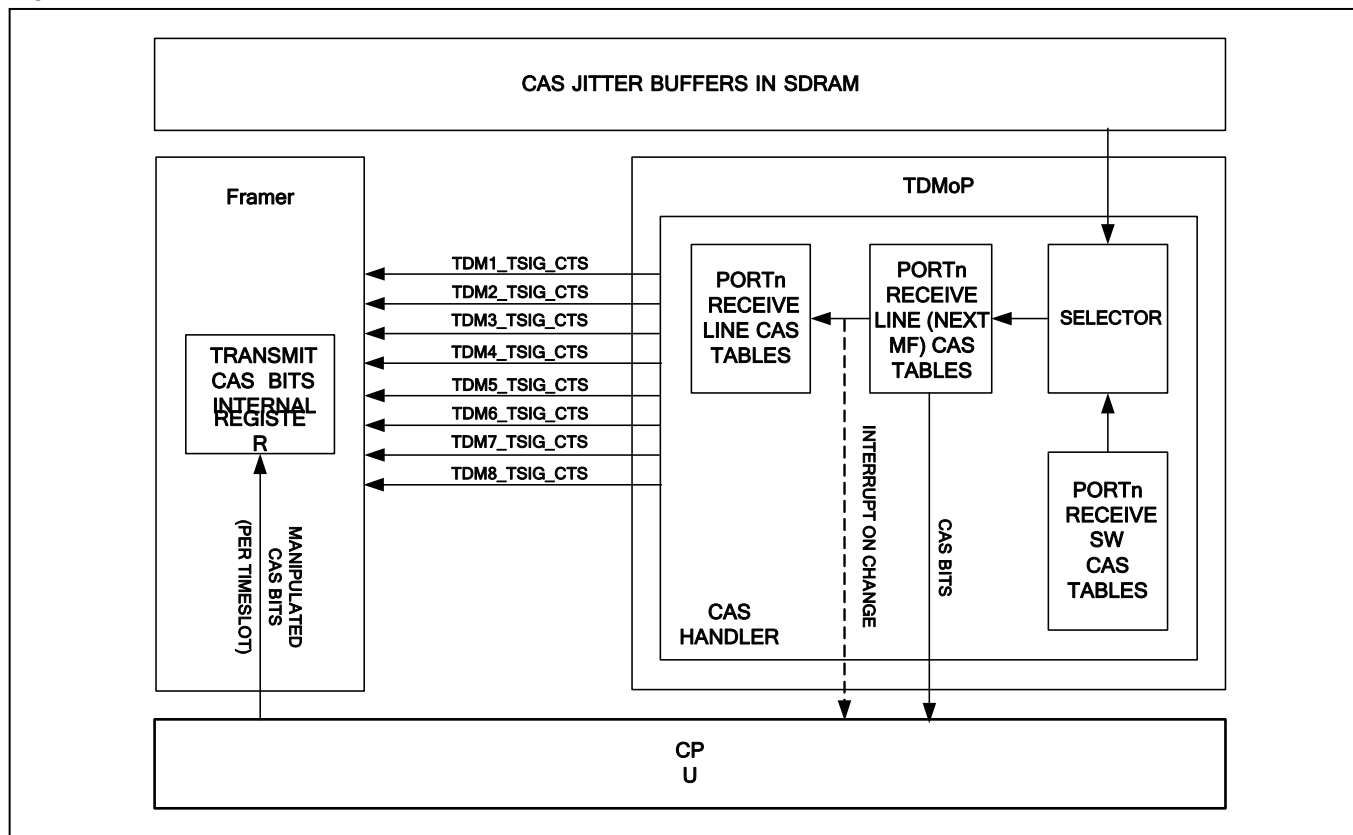 CAS JITTER BUFFERS IN SDRAM
Framer
TDMoP
TDM1_TSIG_CTS
TDM2_TSIG_CTS
TDM3_TSIG_CTS
TDM4_TSIG_CTS
TDM5_TSIG_CTS
TDM6_TSIG_CTS
TDM7_TSIG_CTS
TDM8_TSIG_CTS
PORTn
RECEIVE
LINE CAS
TABLES
PORTn
RECEIVE
LINE (NEXT
MF) CAS
TABLES
SELECTOR
TRANSMIT
CAS BITS
INTERNAL
REGISTE
R
PORTn
RECEIVE
SW
CAS
TABLES
INTERRUPT ON CHANGE
CAS BITS
MANIPULATED
CAS BITS
(PER TIMESLOT)
CAS
HANDLER
CP
U